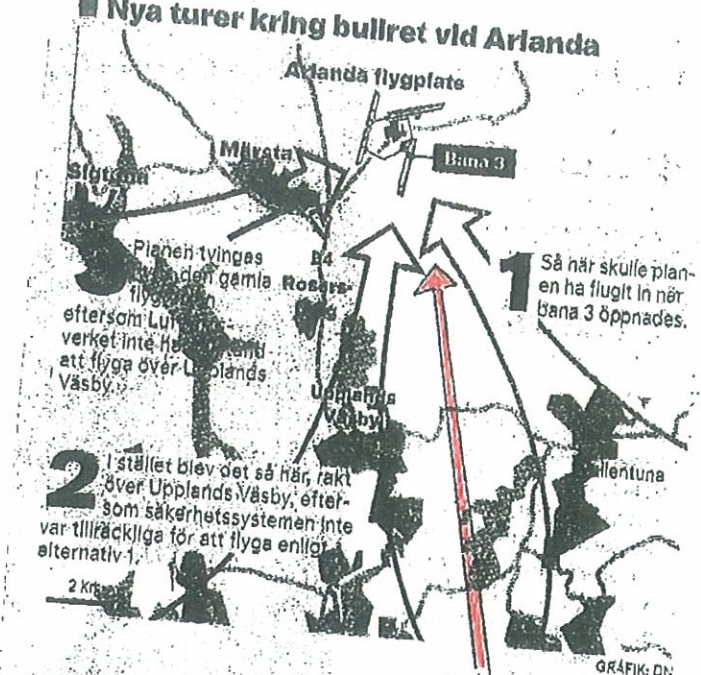 Nya turer kring bullret vid Arlanda
Arlanda flygplats
Märsta
Bana 3
Sigtuna
Planen tvingas
den gamla
eftersom
verket inte
att flyga över Upplands
Väsby.
E4
Rosers-
Upplands
Väsby
1
Så här skulle plan-
en ha flugit in när
bana 3 öppnades.
2
I stället blev det så här, rakt
över Upplands Väsby, efter-
som säkerhetssystemen inte
var tillräckliga för att flyga enligt
alternativ 1.
2 Km
GRAFIK: DN